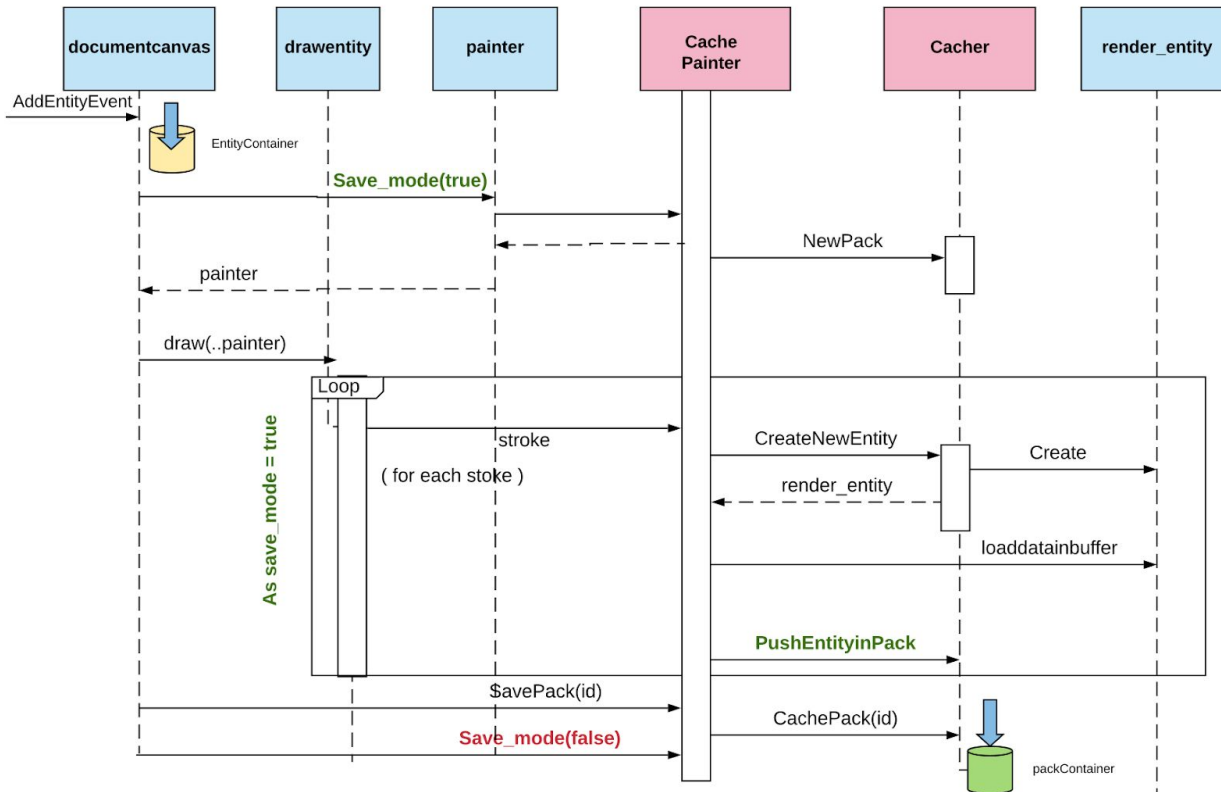 documentcanvas
drawentity
painter
Cache
Painter
Cacher
render_entity
AddEntityEvent
EntityContainer
Save_mode(true)
NewPack
painter
draw(..painter)
Loop
stroke
( for each stoke )
As save_mode = true
CreateNewEntity
Create
render_entity
loaddatainbuffer
PushEntityinPack
SavePack(id)
CachePack(id)
Save_mode(false)
packContainer